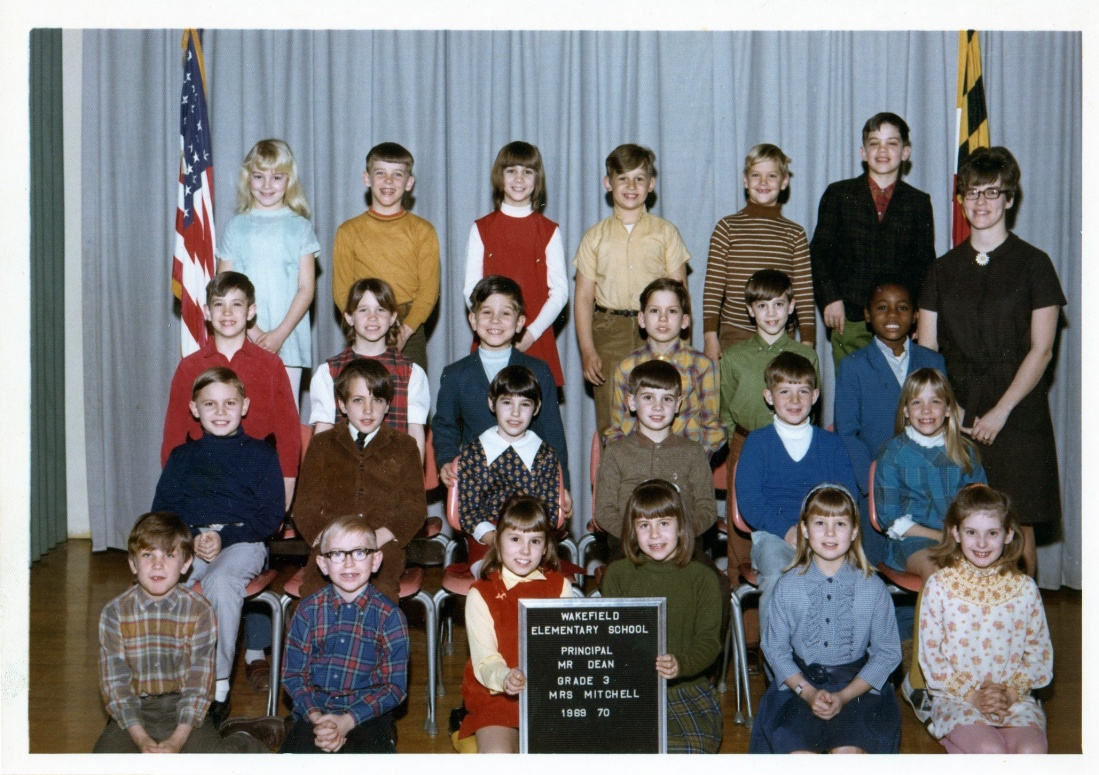 WAKEFIELD
ELEMENTARY SCHOOL
PRINCIPAL
MR DEAN
GRADE 3
MRS MITCHELL
1969 70